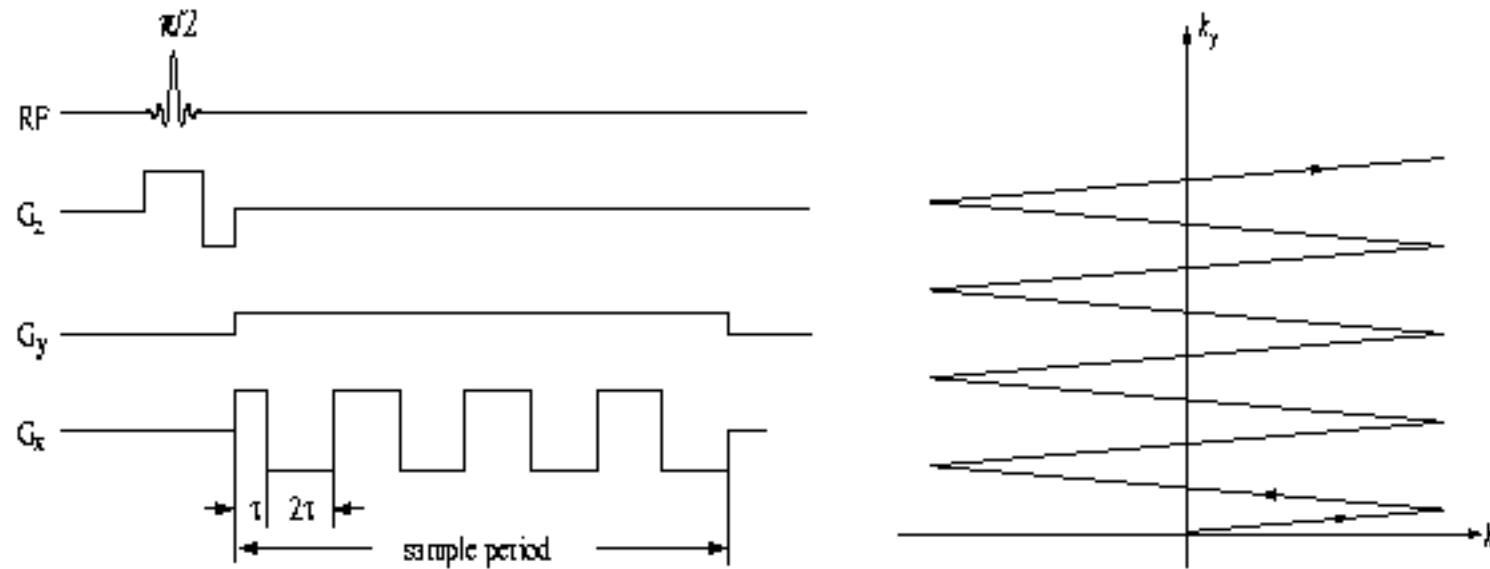 π/2
RF
G_z
G_y
G_x
τ 2τ
sample period
k_y
k